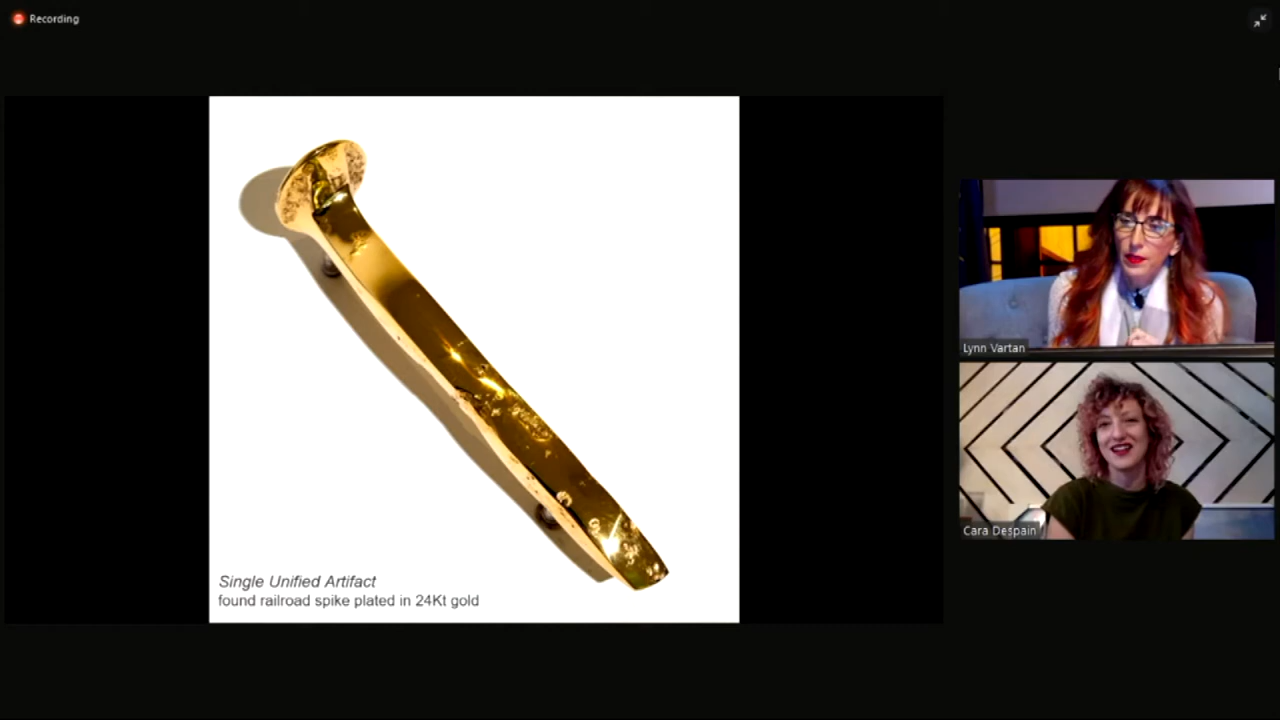 Recording
Single Unified Artifact
found railroad spike plated in 24Kt gold
Lynn Vartan
Cara Despain